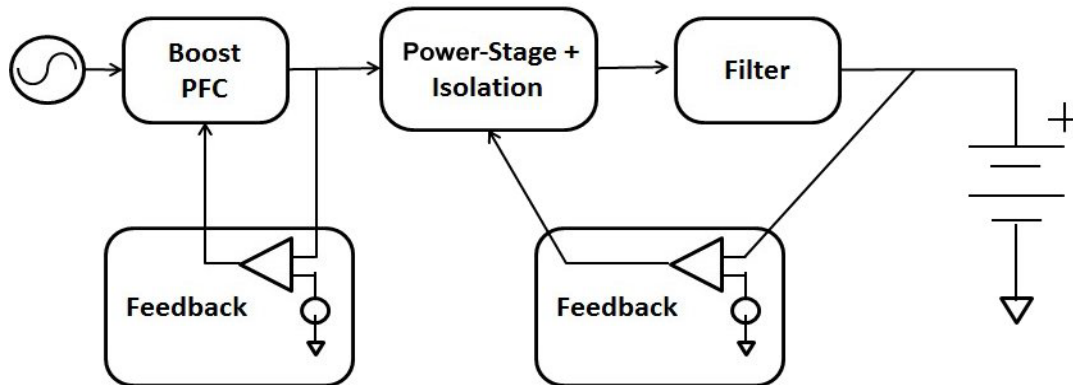 Boost
PFC
Power-Stage +
Isolation
Filter
+
Feedback
Feedback